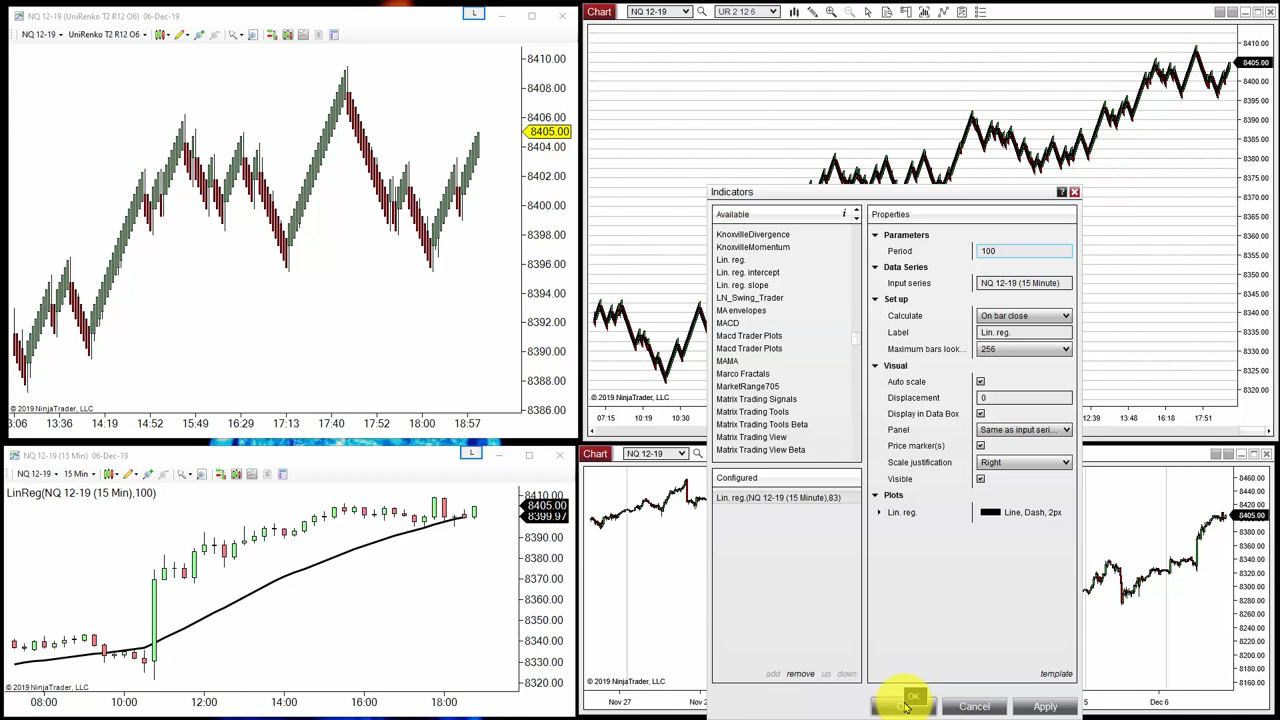 NQ 12-19 (UniRenko T2 R12 O6)  06-Dec-19
L
NQ 12-19
UniRenko T2 R12 O6
8410.00
8408.00
8406.00
8405.00
8404.00
8402.00
8400.00
8398.00
8396.00
8394.00
8392.00
8390.00
8388.00
8386.00
© 2019 NinjaTrader, LLC
3:06 13:37 14:19 14:52 15:49 16:29 17:13 17:52 18:00 18:57
Chart
NQ 12-19
UR 2 12 6
8410.00
8405.00
8400.00
8395.00
8390.00
8385.00
8380.00
8375.00
8370.00
8365.00
8360.00
8355.00
8350.00
8345.00
8340.00
8335.00
8330.00
8325.00
8320.00
07:15 10:19 10:30
12:39 16:18 17:51
Indicators
Available
KnoxvilleDivergence
KnoxvilleMomentum
Lin. reg.
Lin. reg. intercept
Lin. reg. slope
LN_Swing_Trader
MA envelopes
MACD
Macd Trader Plots
Macd Trader Plots
MAMA
Marco Fractals
MarketRange705
Matrix Trading Signals
Matrix Trading Tools
Matrix Trading Tools Beta
Matrix Trading View
Matrix Trading View Beta
Configured
Lin. reg.(NQ 12-19 (15 Minute),83)
add remove up down
Properties
Parameters
Period 100
Data Series
Input series NQ 12-19 (15 Minute)
Set up
Calculate On bar close
Label Lin. reg.
Maximum bars look... 256
Visual
Auto scale
Displacement 0
Display in Data Box
Panel Same as input seri...
Price marker(s)
Scale justification Right
Visible
Plots
Lin. reg. Line, Dash, 2px
template
OK
Cancel
Apply
NQ 12-19 (15 Min)  06-Dec-19
L
NQ 12-19
15 Min
LinReg(NQ 12-19 (15 Min),100)
8410.00
8405.00
8399.97
8390.00
8380.00
8370.00
8360.00
8350.00
8340.00
8330.00
8320.00
© 2019 NinjaTrader, LLC
08:00 10:00 12:00 14:00 16:00 18:00
Chart
NQ 12-19
8460.00
8440.00
8420.00
8405.00
8380.00
8360.00
8340.00
8320.00
8300.00
8280.00
8260.00
8240.00
8220.00
8200.00
8180.00
8160.00
© 2019 NinjaTrader, LLC
Nov 27
Nov 2
5
Dec 6